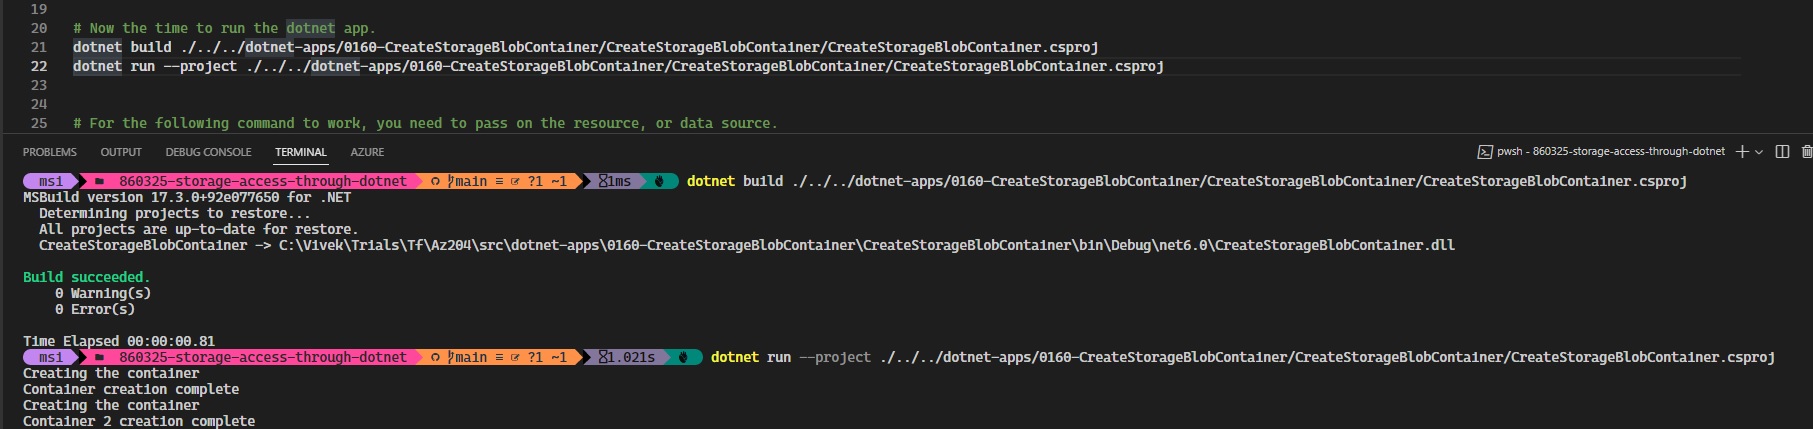 19
20 # Now the time to run the dotnet app.
21 dotnet build ./../../dotnet-apps/0160-CreateStorageBlobContainer/CreateStorageBlobContainer/CreateStorageBlobContainer.csproj
22 dotnet run --project ./../../dotnet-apps/0160-CreateStorageBlobContainer/CreateStorageBlobContainer/CreateStorageBlobContainer.csproj
23
24
25 # For the following command to work, you need to pass on the resource, or data source.
PROBLEMS OUTPUT DEBUG CONSOLE TERMINAL AZURE pwsh - 860325-storage-access-through-dotnet
msi 860325-storage-access-through-dotnet main ≡ ?1 ~1 1ms dotnet build ./../../dotnet-apps/0160-CreateStorageBlobContainer/CreateStorageBlobContainer/CreateStorageBlobContainer.csproj
MSBuild version 17.3.0+92e077650 for .NET
Determining projects to restore...
All projects are up-to-date for restore.
CreateStorageBlobContainer -> C:\Vivek\Trials\Tf\Az204\src\dotnet-apps\0160-CreateStorageBlobContainer\CreateStorageBlobContainer\bin\Debug\net6.0\CreateStorageBlobContainer.dll
Build succeeded.
0 Warning(s)
0 Error(s)
Time Elapsed 00:00:00.81
msi 860325-storage-access-through-dotnet main ≡ ?1 ~1 1.021s dotnet run --project ./../../dotnet-apps/0160-CreateStorageBlobContainer/CreateStorageBlobContainer/CreateStorageBlobContainer.csproj
Creating the container
Container creation complete
Creating the container
Container 2 creation complete